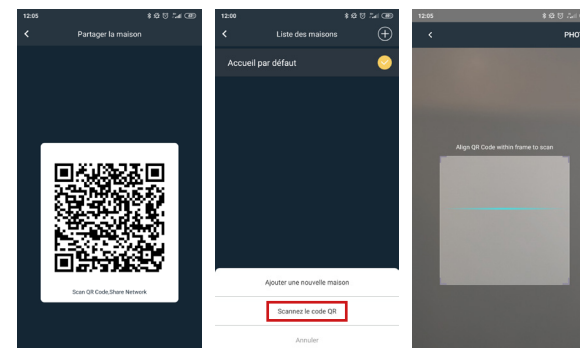 12:05
Partager la maison
Scan QR Code,Share Network
12:00
Liste des maisons
Accueil par défaut
Ajouter une nouvelle maison
Scannez le code QR
Annuler
12:05
PHOT
Align QR Code within frame to scan